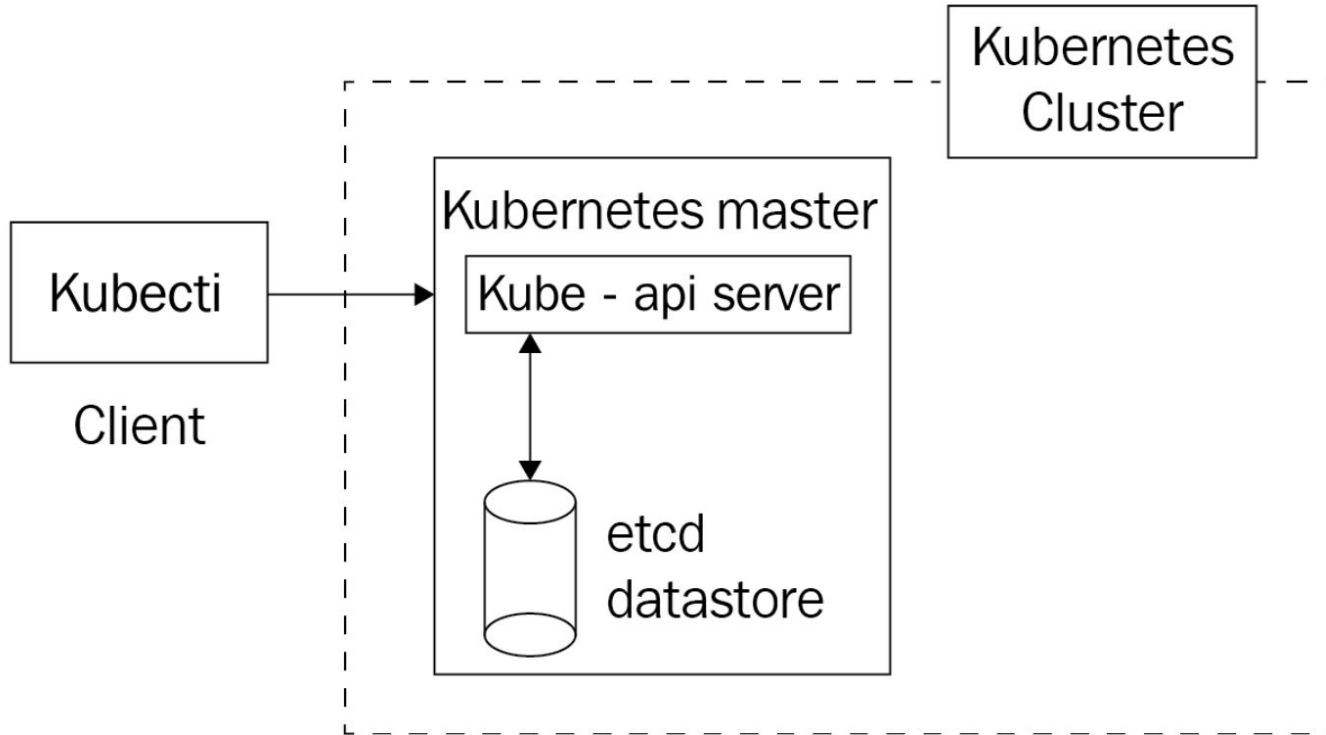 Kubernetes
Cluster
Kubernetes master
Kube - api server
Kubecti
Client
etcd
datastore